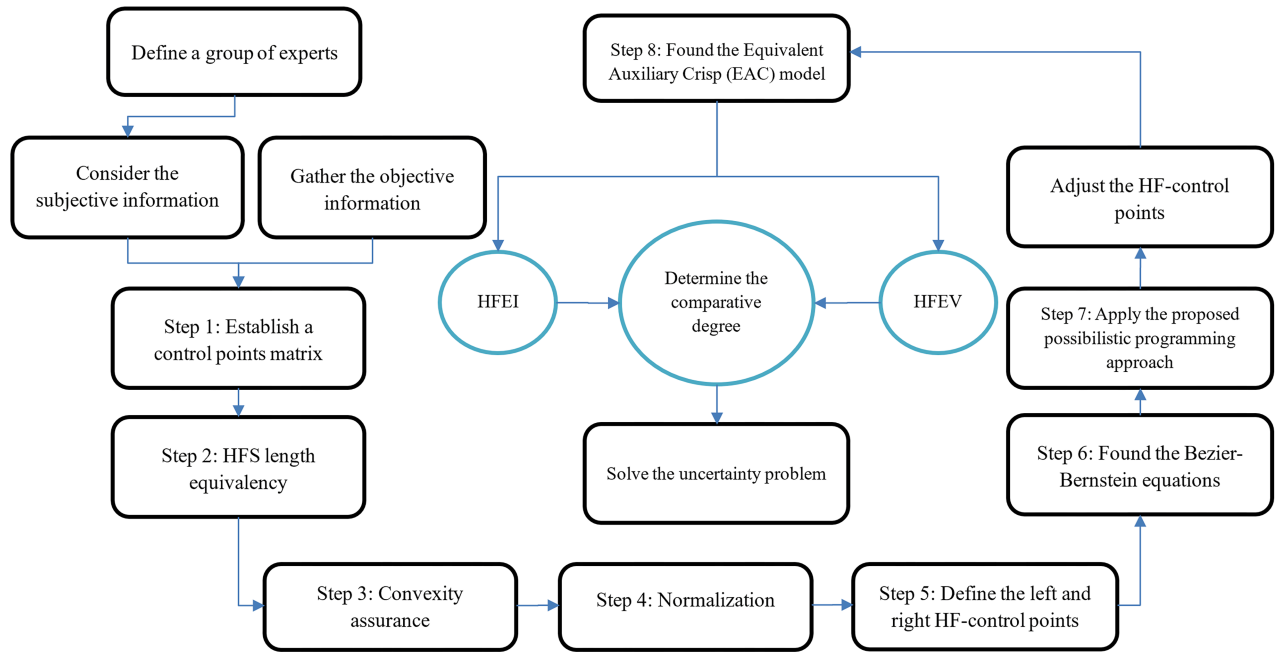 Define a group of experts
Consider the
subjective information
Gather the objective
information
Step 1: Establish a
control points matrix
Step 2: HFS length
equivalency
Step 3: Convexity
assurance
Step 4: Normalization
Step 5: Define the left and
right HF-control points
Step 6: Found the Bezier-
Bernstein equations
Step 7: Apply the proposed
possibilistic programming
approach
Adjust the HF-control
points
Step 8: Found the Equivalent
Auxiliary Crisp (EAC) model
HFEI
Determine the
comparative
degree
HFEV
Solve the uncertainty problem